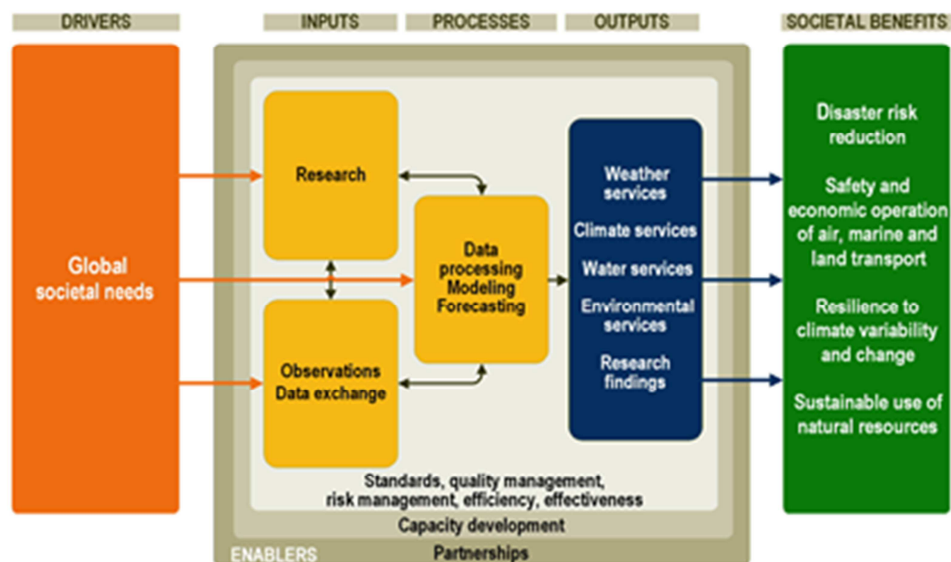 DRIVERS
INPUTS
PROCESSES
OUTPUTS
SOCIETAL BENEFITS
Global
societal needs
Research
Observations
Data exchange
Data
processing
Modeling
Forecasting
Weather
services
Climate services
Water services
Environmental
services
Research
findings
Disaster risk
reduction
Safety and
economic operation
of air, marine and
land transport
Resilience to
climate variability
and change
Sustainable use of
natural resources
Standards, quality management,
risk management, efficiency, effectiveness
Capacity development
ENABLERS
Partnerships